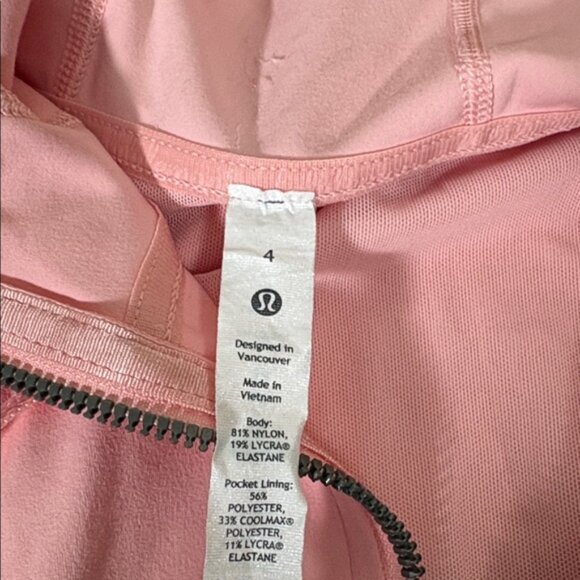 4
Designed in
Vancouver
Made in
Vietnam
Body:
81% NYLON,
19% LYCRA®
ELASTANE
Pocket Lining:
56%
POLYESTER,
33% COOLMAX®
POLYESTER,
11% LYCRA®
ELASTANE